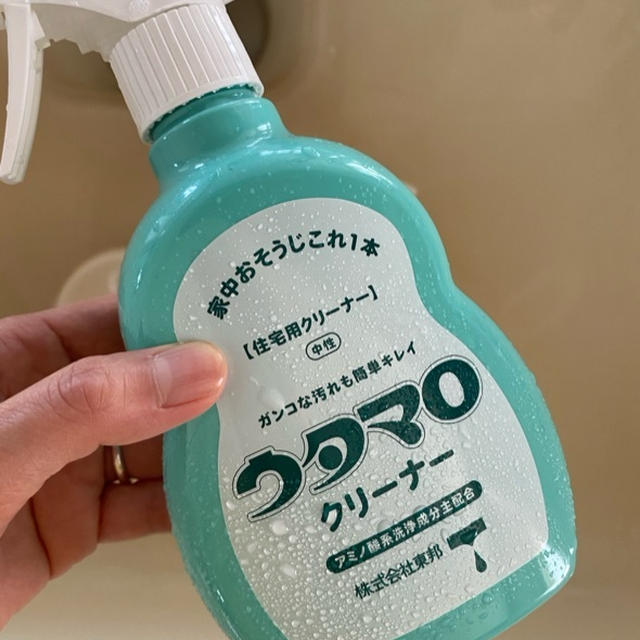 家中おそうじこれ1本
【住宅用クリーナー】
中性
ガンコな汚れも簡単キレイ
ウタマロ
クリーナー
アミノ酸系洗浄成分主配合
株式会社東邦